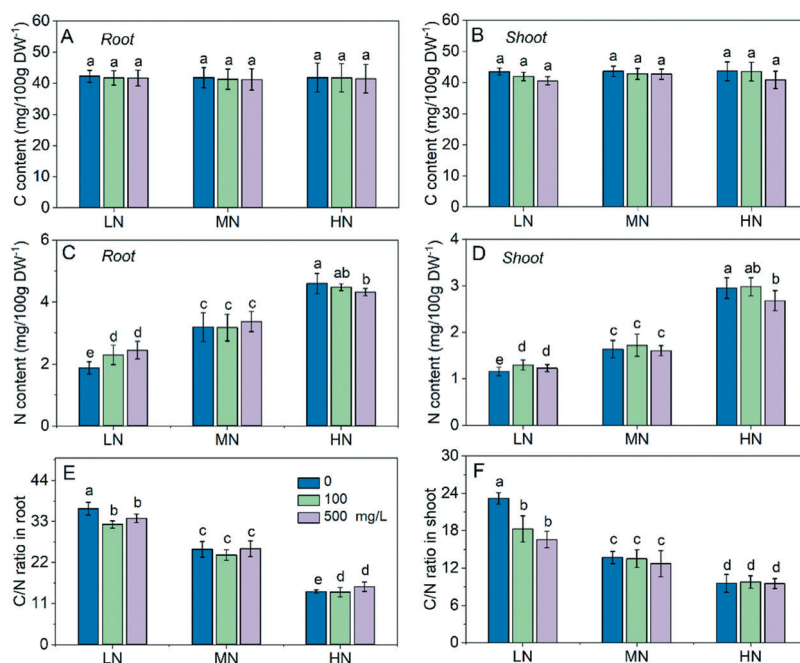 A Root
C content (mg/100g DW⁻¹)
60
50
40
30
20
10
0
a a a a a a a a a
LN MN HN
B Shoot
C content (mg/100g DW⁻¹)
60
50
40
30
20
10
0
a a a a a a a a a
LN MN HN
C Root
N content (mg/100g DW⁻¹)
6
4
2
0
e d d c c c a ab b
LN MN HN
D Shoot
N content (mg/100g DW⁻¹)
4
3
2
1
0
e d d c c c a ab b
LN MN HN
E
C/N ratio in root
44
33
22
11
0
a b b c c c e d d
0
100
500 mg/L
LN MN HN
F
C/N ratio in shoot
30
24
18
12
6
0
a b b c c c d d d
LN MN HN